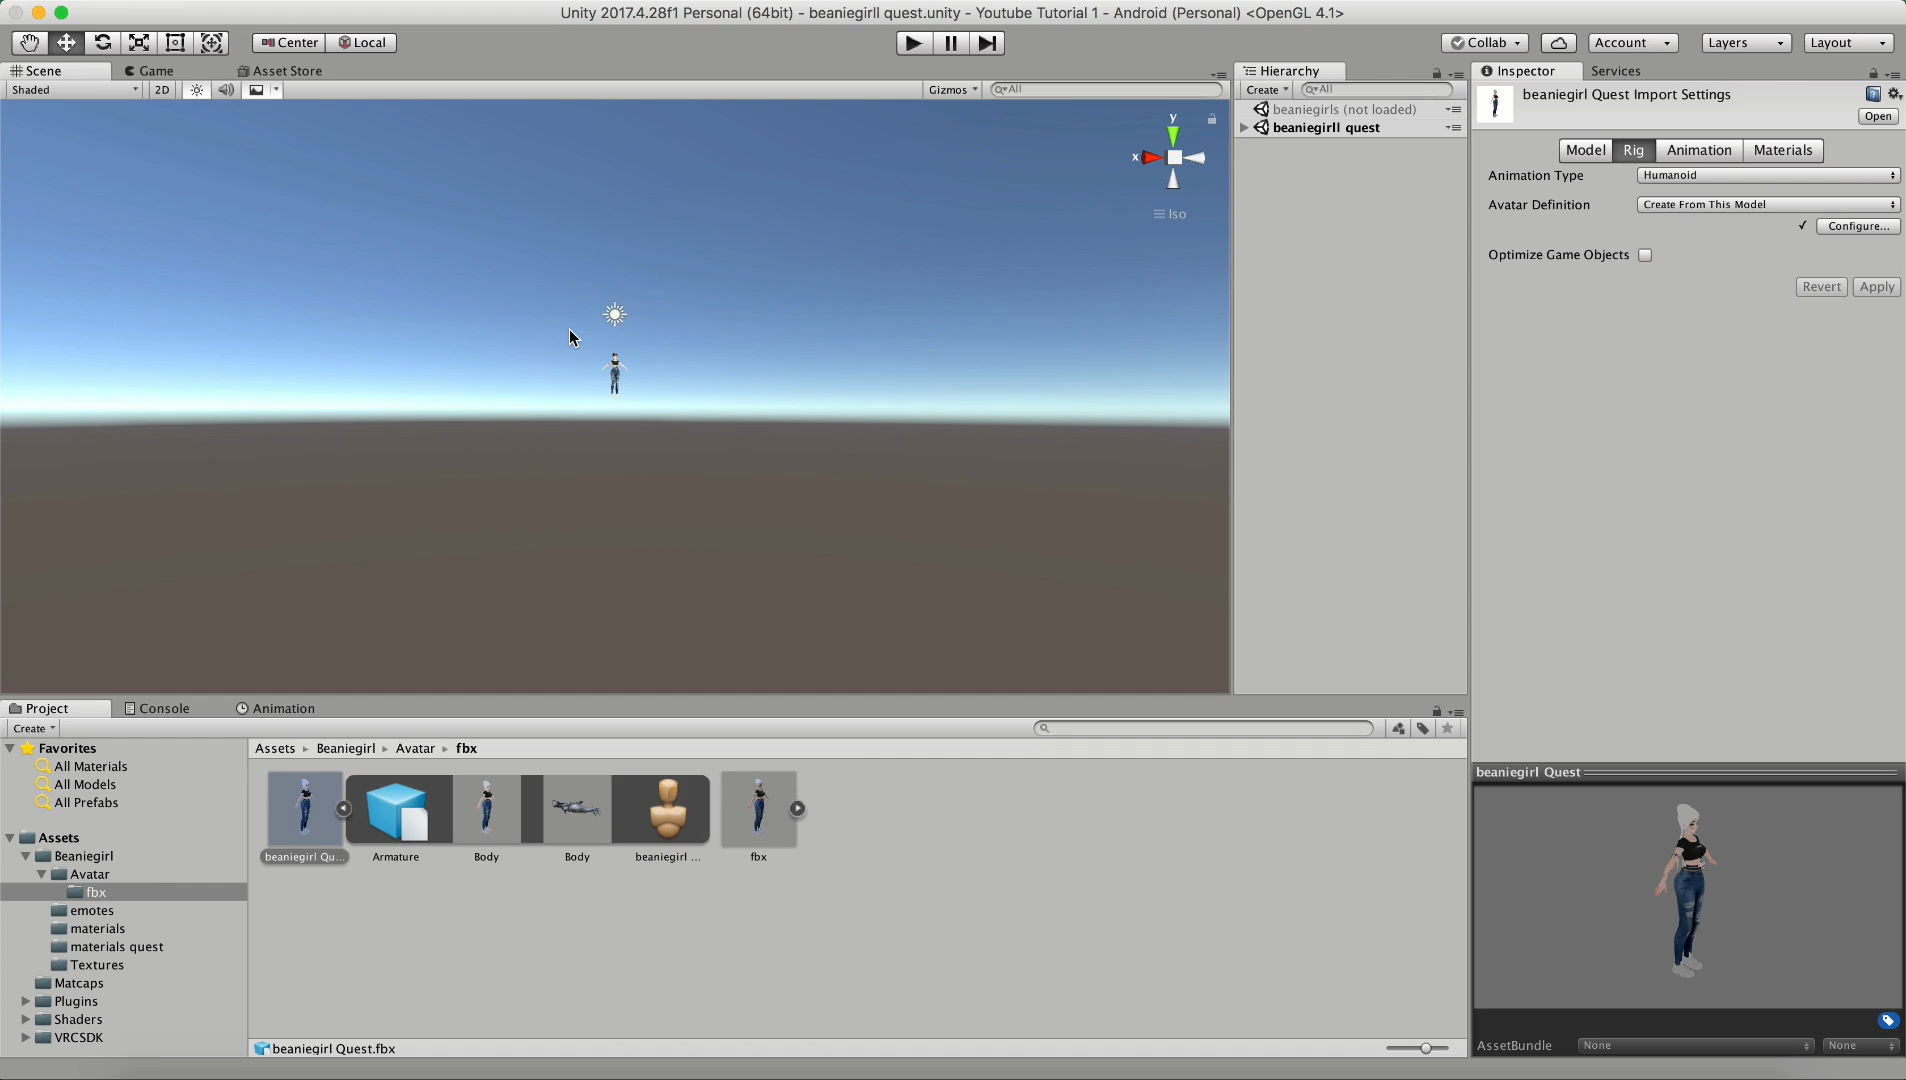 Unity 2017.4.28f1 Personal (64bit) - beaniegirll quest.unity - Youtube Tutorial 1 - Android (Personal) <OpenGL 4.1>
Center Local Collab Account Layers Layout
Scene Game Asset Store
Shaded 2D Gizmos All
y
x
Iso
Hierarchy
Create All
beaniegirls (not loaded)
beaniegirll quest
Inspector Services
beaniegirl Quest Import Settings
Open
Model Rig Animation Materials
Animation Type Humanoid
Avatar Definition Create From This Model
Configure...
Optimize Game Objects
Revert Apply
Project Console Animation
Create
Favorites
All Materials
All Models
All Prefabs
Assets
Beaniegirl
Avatar
fbx
emotes
materials
materials quest
Textures
Matcaps
Plugins
Shaders
VRCSDK
Assets Beaniegirl Avatar fbx
beaniegirl Qu... Armature Body Body beaniegirl ... fbx
beaniegirl Quest.fbx
beaniegirl Quest
AssetBundle None None